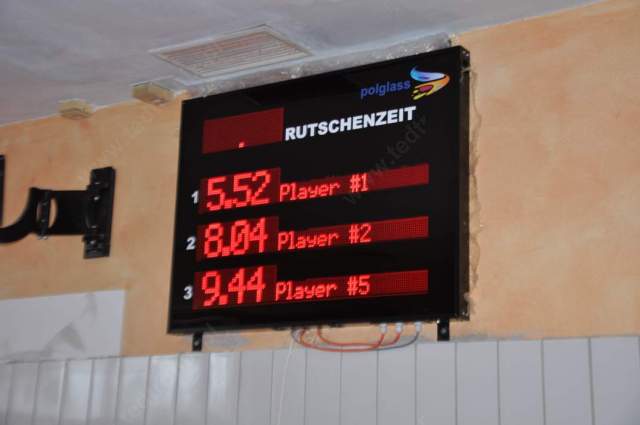 polglass
RUTSCHENZEIT
1 5.52 Player #1
2 8.04 Player #2
3 9.44 Player #5